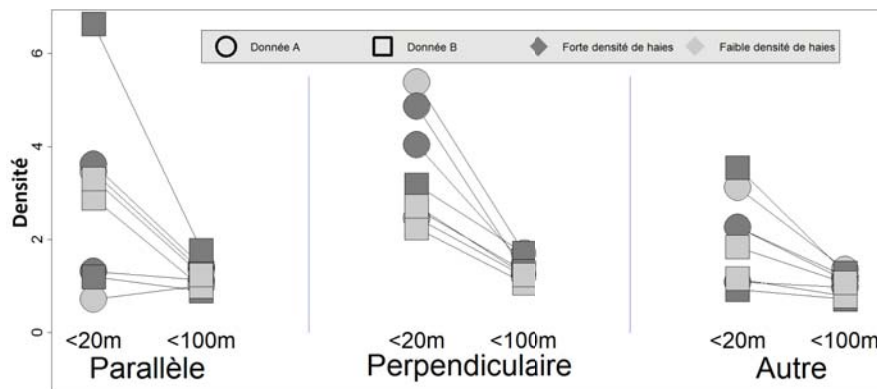 6
Donnée A Donnée B Forte densité de haies Faible densité de haies
4
Densité
2
0
<20m <100m <20m <100m <20m <100m
Parallèle Perpendiculaire Autre